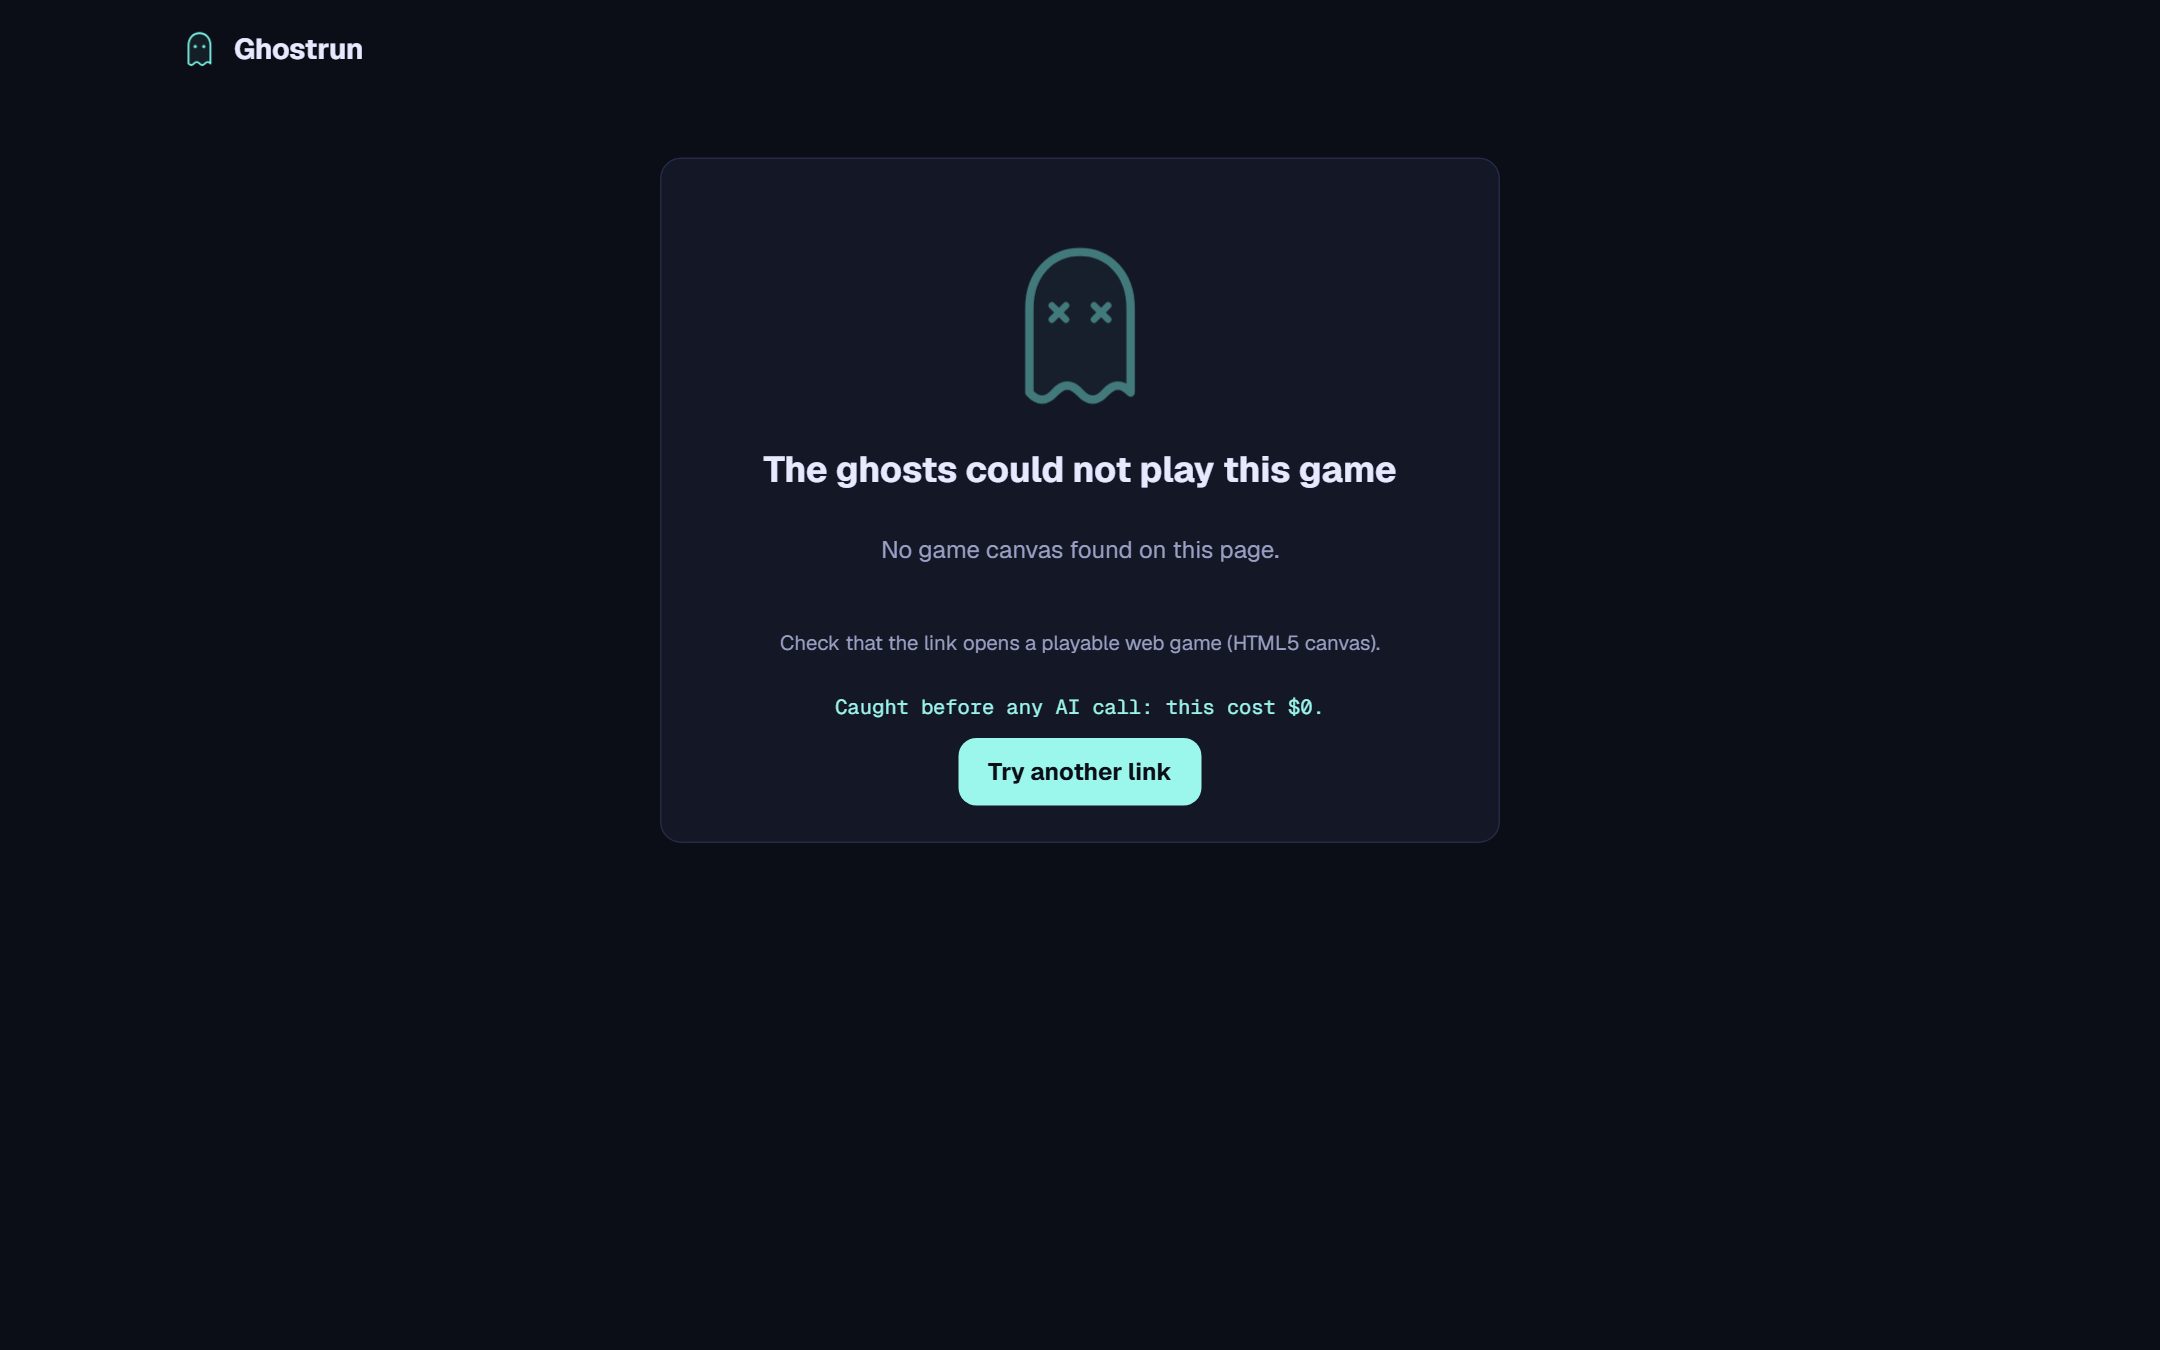 Ghostrun
The ghosts could not play this game
No game canvas found on this page.
Check that the link opens a playable web game (HTML5 canvas).
Caught before any AI call: this cost $0.
Try another link